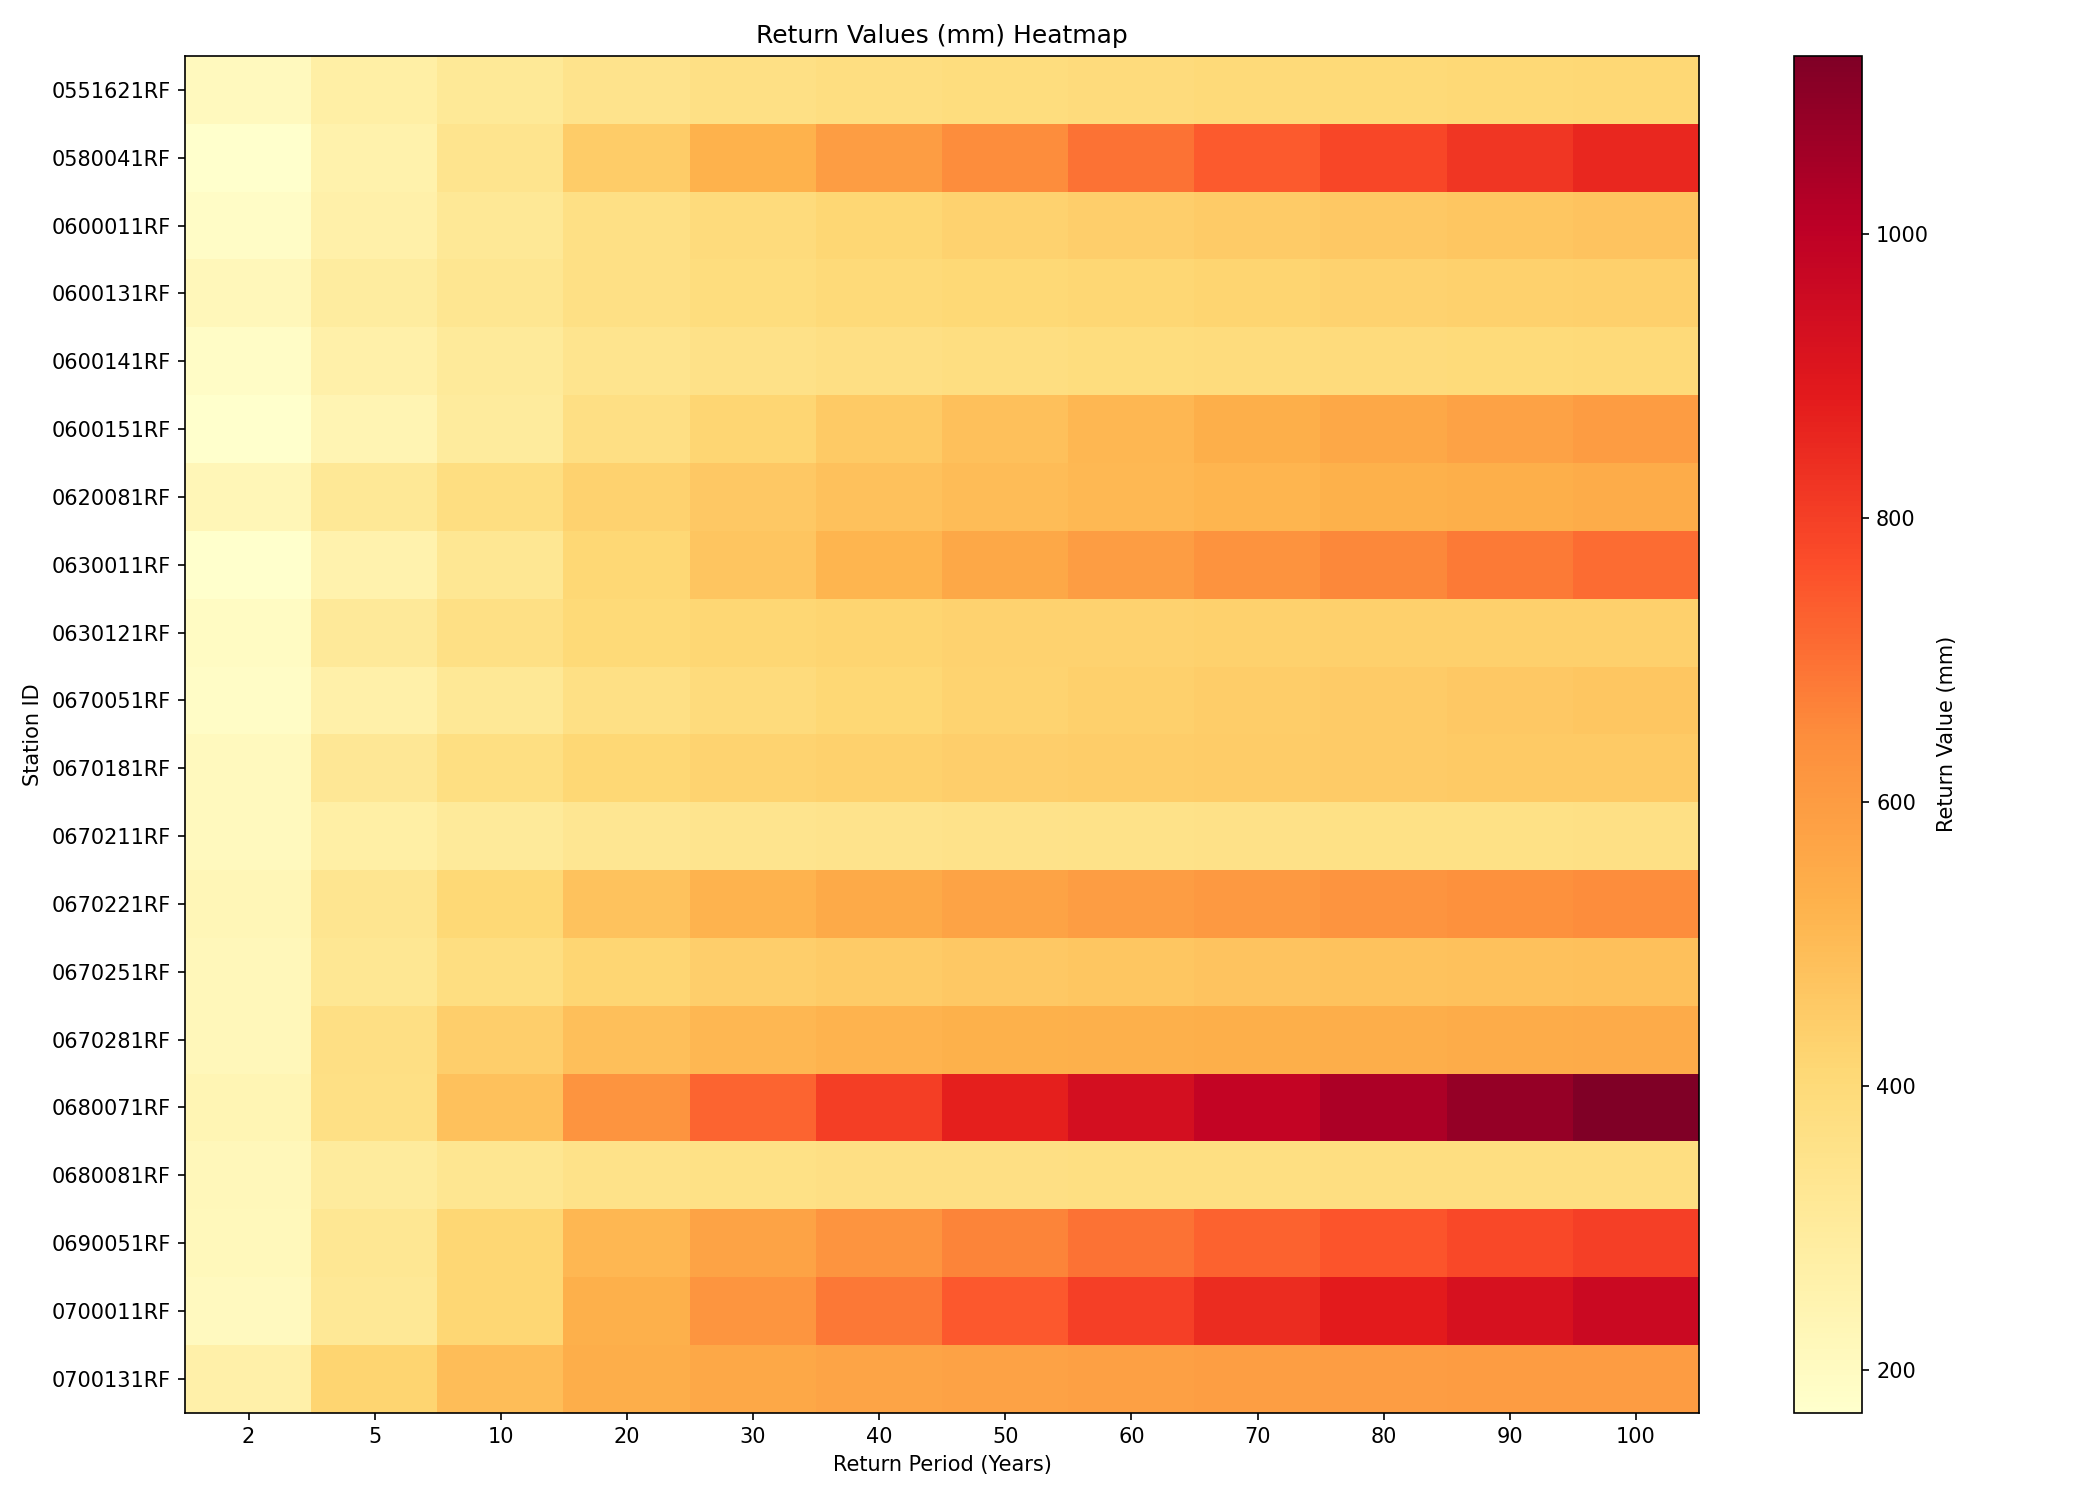 Return Values (mm) Heatmap
Station ID
0551621RF
0580041RF
0600011RF
0600131RF
0600141RF
0600151RF
0620081RF
0630011RF
0630121RF
0670051RF
0670181RF
0670211RF
0670221RF
0670251RF
0670281RF
0680071RF
0680081RF
0690051RF
0700011RF
0700131RF
2 5 10 20 30 40 50 60 70 80 90 100
Return Period (Years)
1000
800
600
400
200
Return Value (mm)